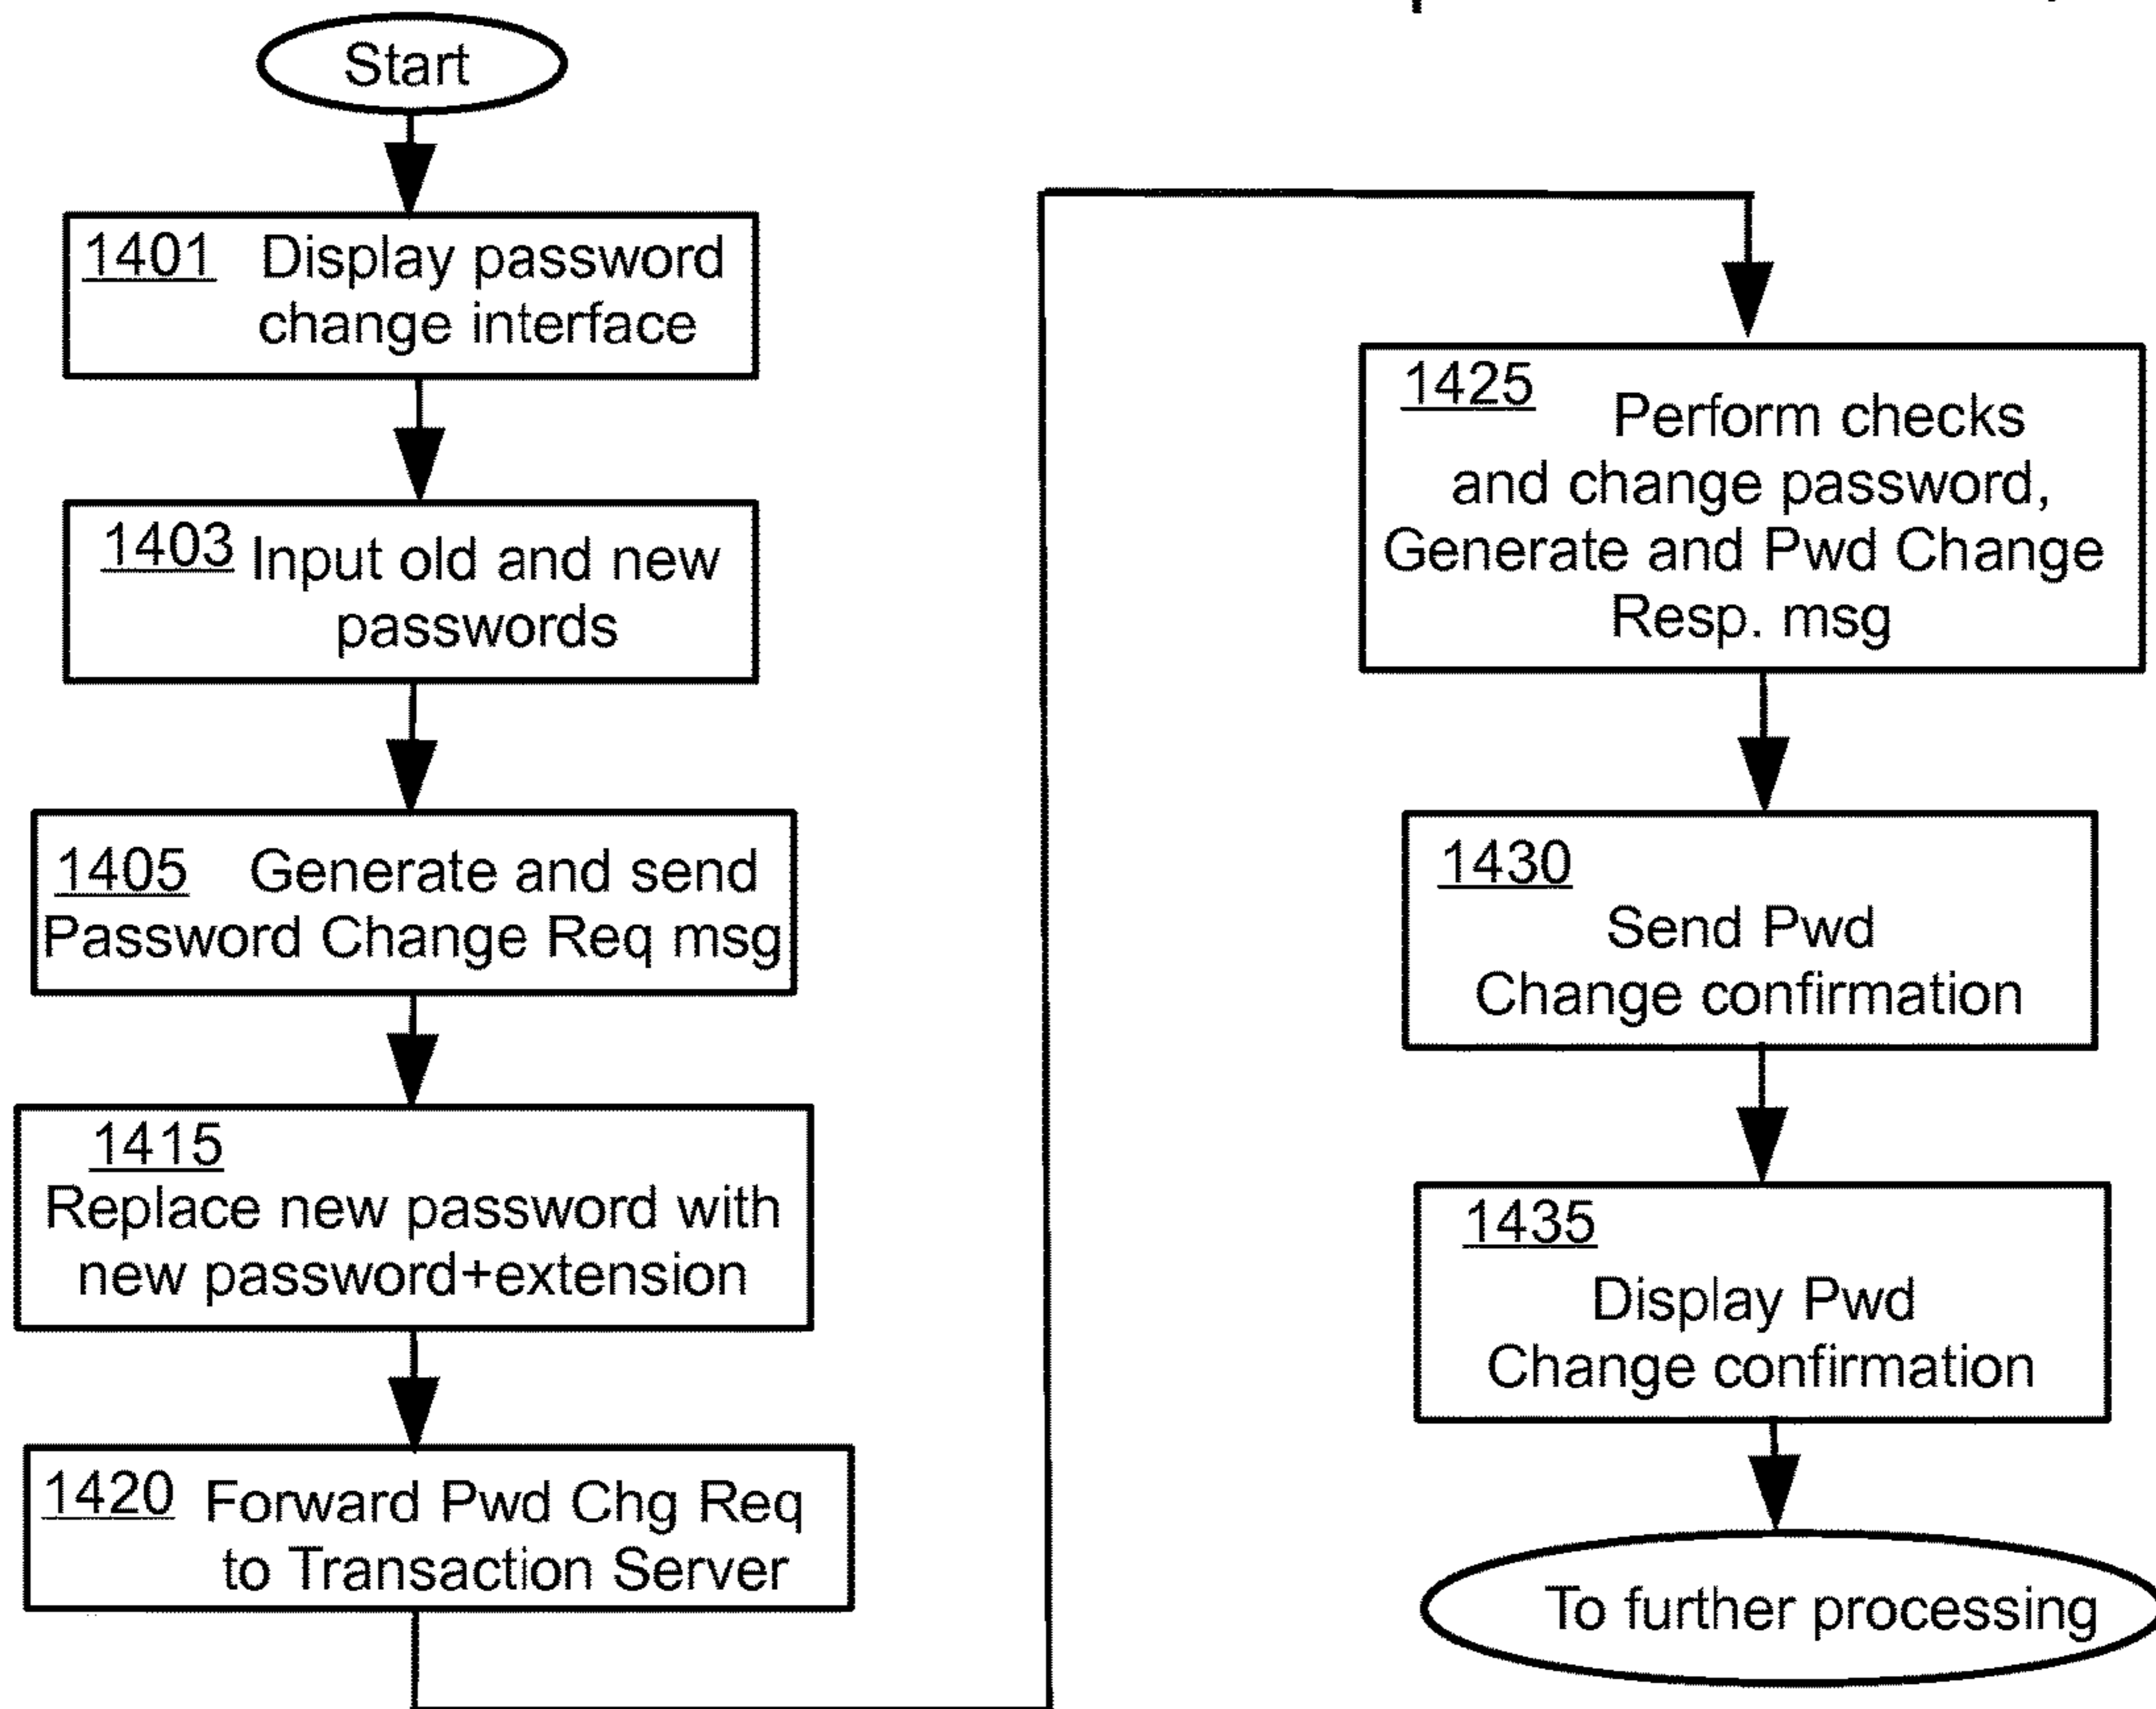 Start
1401 Display password
change interface
1403 Input old and new
passwords
1405 Generate and send
Password Change Req msg
1415
Replace new password with
new password+extension
1420 Forward Pwd Chg Req
to Transaction Server
1425
Perform checks
and change password,
Generate and Pwd Change
Resp. msg
1430
Send Pwd
Change confirmation
1435
Display Pwd
Change confirmation
To further processing